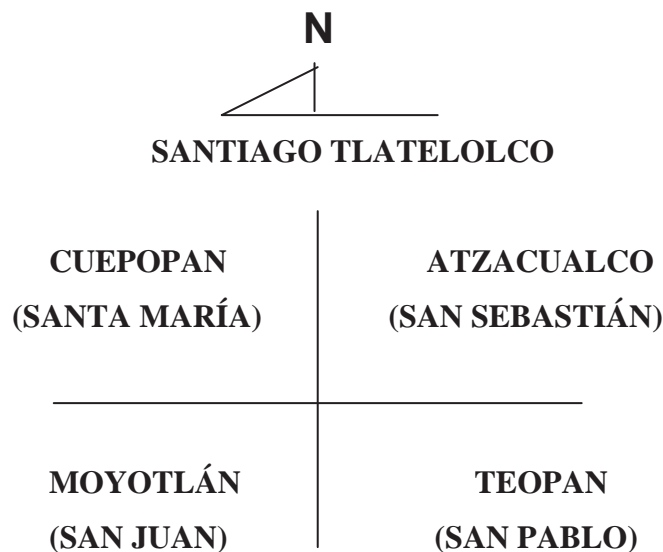 N
SANTIAGO TLATELOLCO
CUEPOPAN
(SANTA MARÍA)
ATZACUALCO
(SAN SEBASTIÁN)
MOYOTLÁN
(SAN JUAN)
TEOPAN
(SAN PABLO)